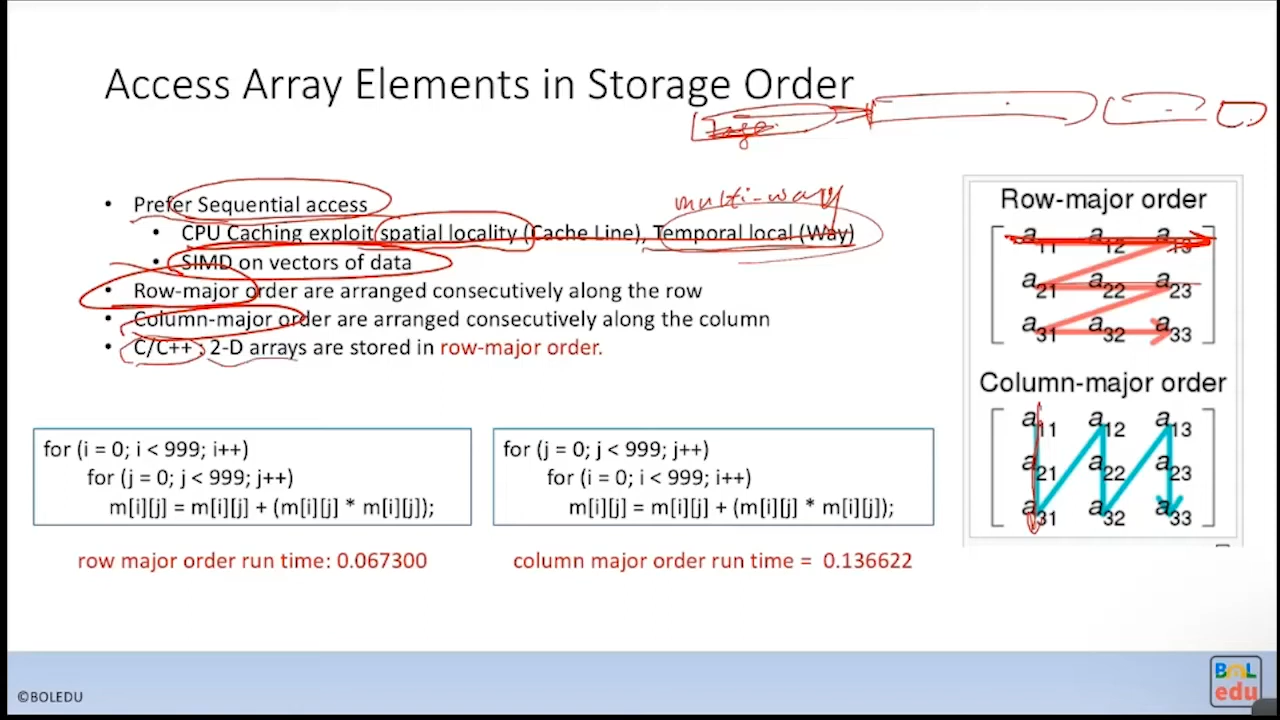 Access Array Elements in Storage Order
multi-way
• Prefer Sequential access
• CPU Caching exploit spatial locality (Cache Line), Temporal local (Way)
• SIMD on vectors of data
• Row-major order are arranged consecutively along the row
• Column-major order are arranged consecutively along the column
• C/C++ : 2-D arrays are stored in row-major order.
Row-major order
a11 a12 a13
a21 a22 a23
a31 a32 a33
Column-major order
a11 a12 a13
a21 a22 a23
a31 a32 a33
for (i = 0; i < 999; i++)
for (j = 0; j < 999; j++)
m[i][j] = m[i][j] + (m[i][j] * m[i][j]);
row major order run time: 0.067300
for (j = 0; j < 999; j++)
for (i = 0; i < 999; i++)
m[i][j] = m[i][j] + (m[i][j] * m[i][j]);
column major order run time = 0.136622
©BOLEDU
BOL
edu